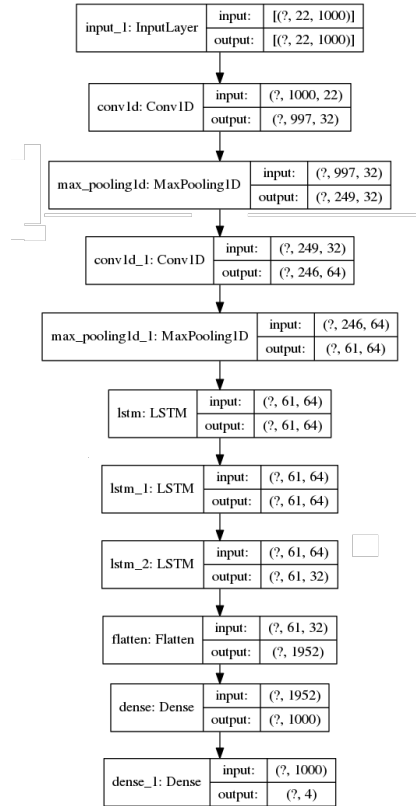 input_1: InputLayer input: [(?, 22, 1000)]
output: [(?, 22, 1000)]
conv1d: Conv1D input: (?, 1000, 22)
output: (?, 997, 32)
max_pooling1d: MaxPooling1D input: (?, 997, 32)
output: (?, 249, 32)
conv1d_1: Conv1D input: (?, 249, 32)
output: (?, 246, 64)
max_pooling1d_1: MaxPooling1D input: (?, 246, 64)
output: (?, 61, 64)
lstm: LSTM input: (?, 61, 64)
output: (?, 61, 64)
lstm_1: LSTM input: (?, 61, 64)
output: (?, 61, 64)
lstm_2: LSTM input: (?, 61, 64)
output: (?, 61, 32)
flatten: Flatten input: (?, 61, 32)
output: (?, 1952)
dense: Dense input: (?, 1952)
output: (?, 1000)
dense_1: Dense input: (?, 1000)
output: (?, 4)